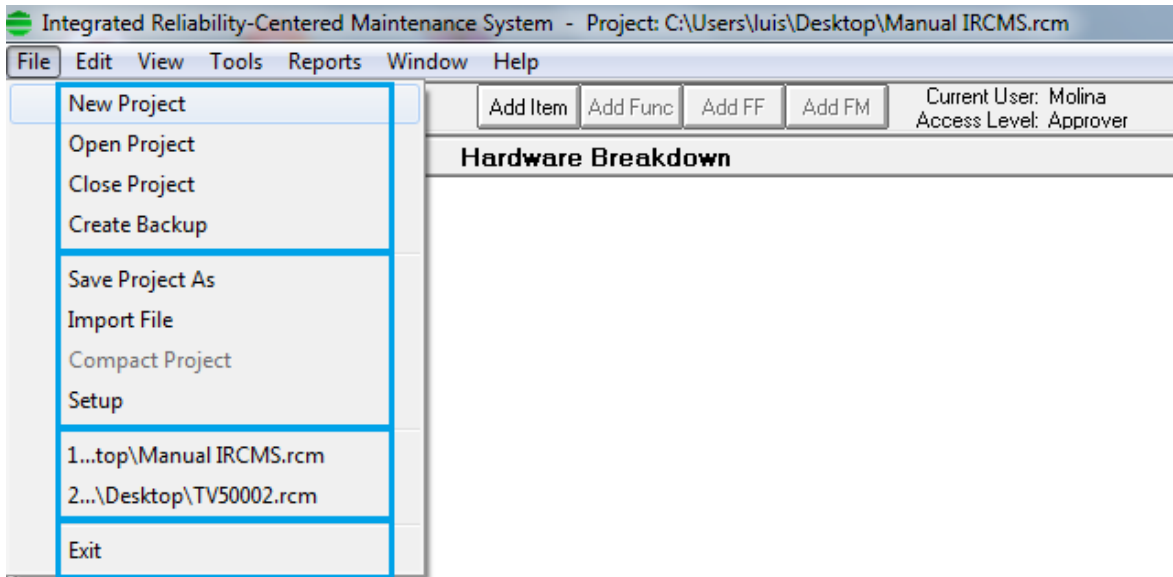 Integrated Reliability-Centered Maintenance System - Project: C:\Users\luis\Desktop\Manual IRCMS.rcm
File Edit View Tools Reports Window Help
New Project
Open Project
Close Project
Create Backup
Save Project As
Import File
Compact Project
Setup
1...top\Manual IRCMS.rcm
2...\Desktop\TV50002.rcm
Exit
Add Item Add Func Add FF Add FM
Current User: Molina
Access Level: Approver
Hardware Breakdown